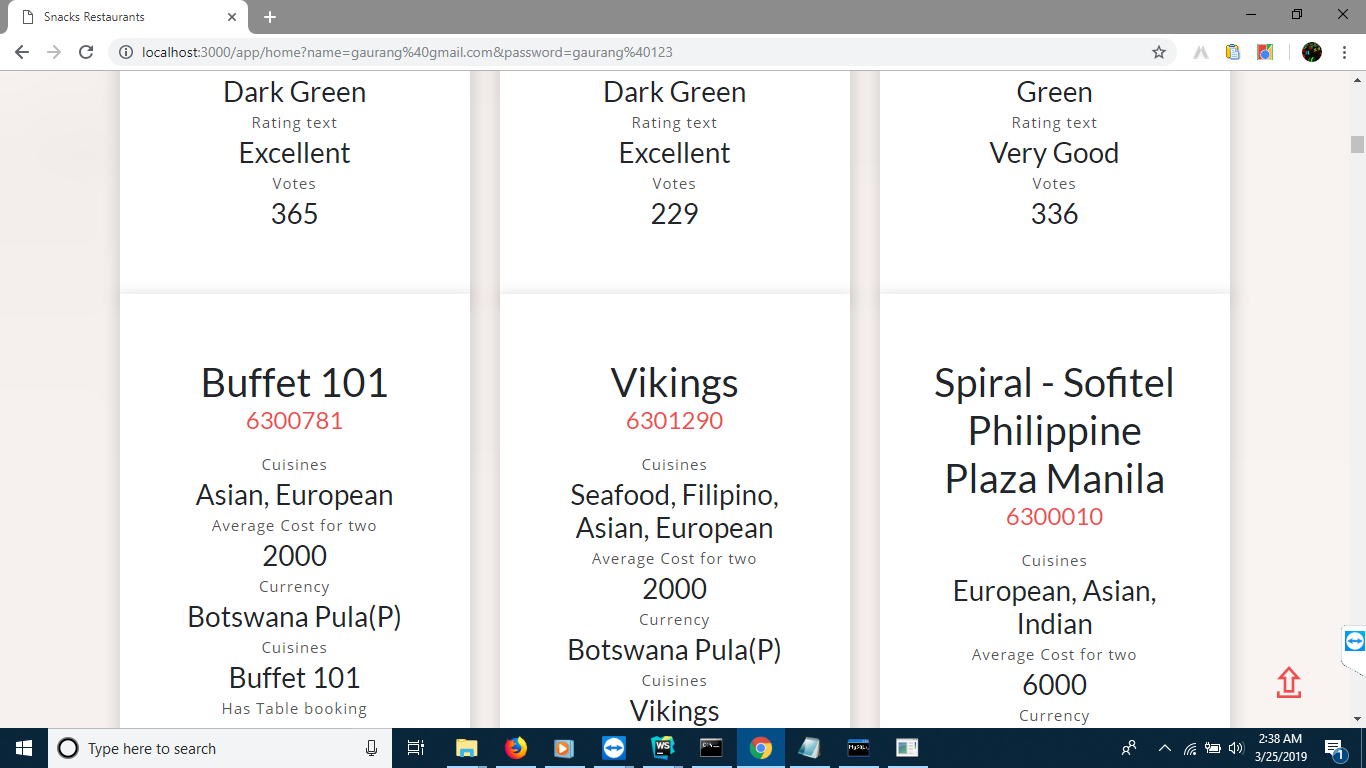 Snacks Restaurants
localhost:3000/app/home?name=gaurang%40gmail.com&password=gaurang%40123
Dark Green
Rating text
Excellent
Votes
365
Dark Green
Rating text
Excellent
Votes
229
Green
Rating text
Very Good
Votes
336
Buffet 101
6300781
Cuisines
Asian, European
Average Cost for two
2000
Currency
Botswana Pula(P)
Cuisines
Buffet 101
Has Table booking
Vikings
6301290
Cuisines
Seafood, Filipino,
Asian, European
Average Cost for two
2000
Currency
Botswana Pula(P)
Cuisines
Vikings
Spiral - Sofitel
Philippine
Plaza Manila
6300010
Cuisines
European, Asian,
Indian
Average Cost for two
6000
Currency
Type here to search
WS
MySQL
2:38 AM
3/25/2019
1